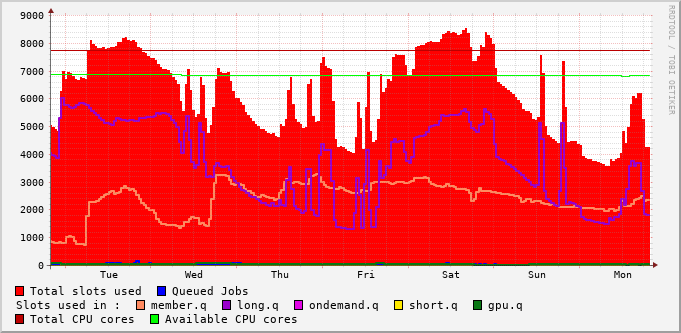 RRDTOOL / TOBI OETIKER
9000
8000
7000
6000
5000
4000
3000
2000
1000
0
Tue Wed Thu Fri Sat Sun Mon
Total slots used Queued Jobs
Slots used in : member.q long.q ondemand.q short.q gpu.q
Total CPU cores Available CPU cores